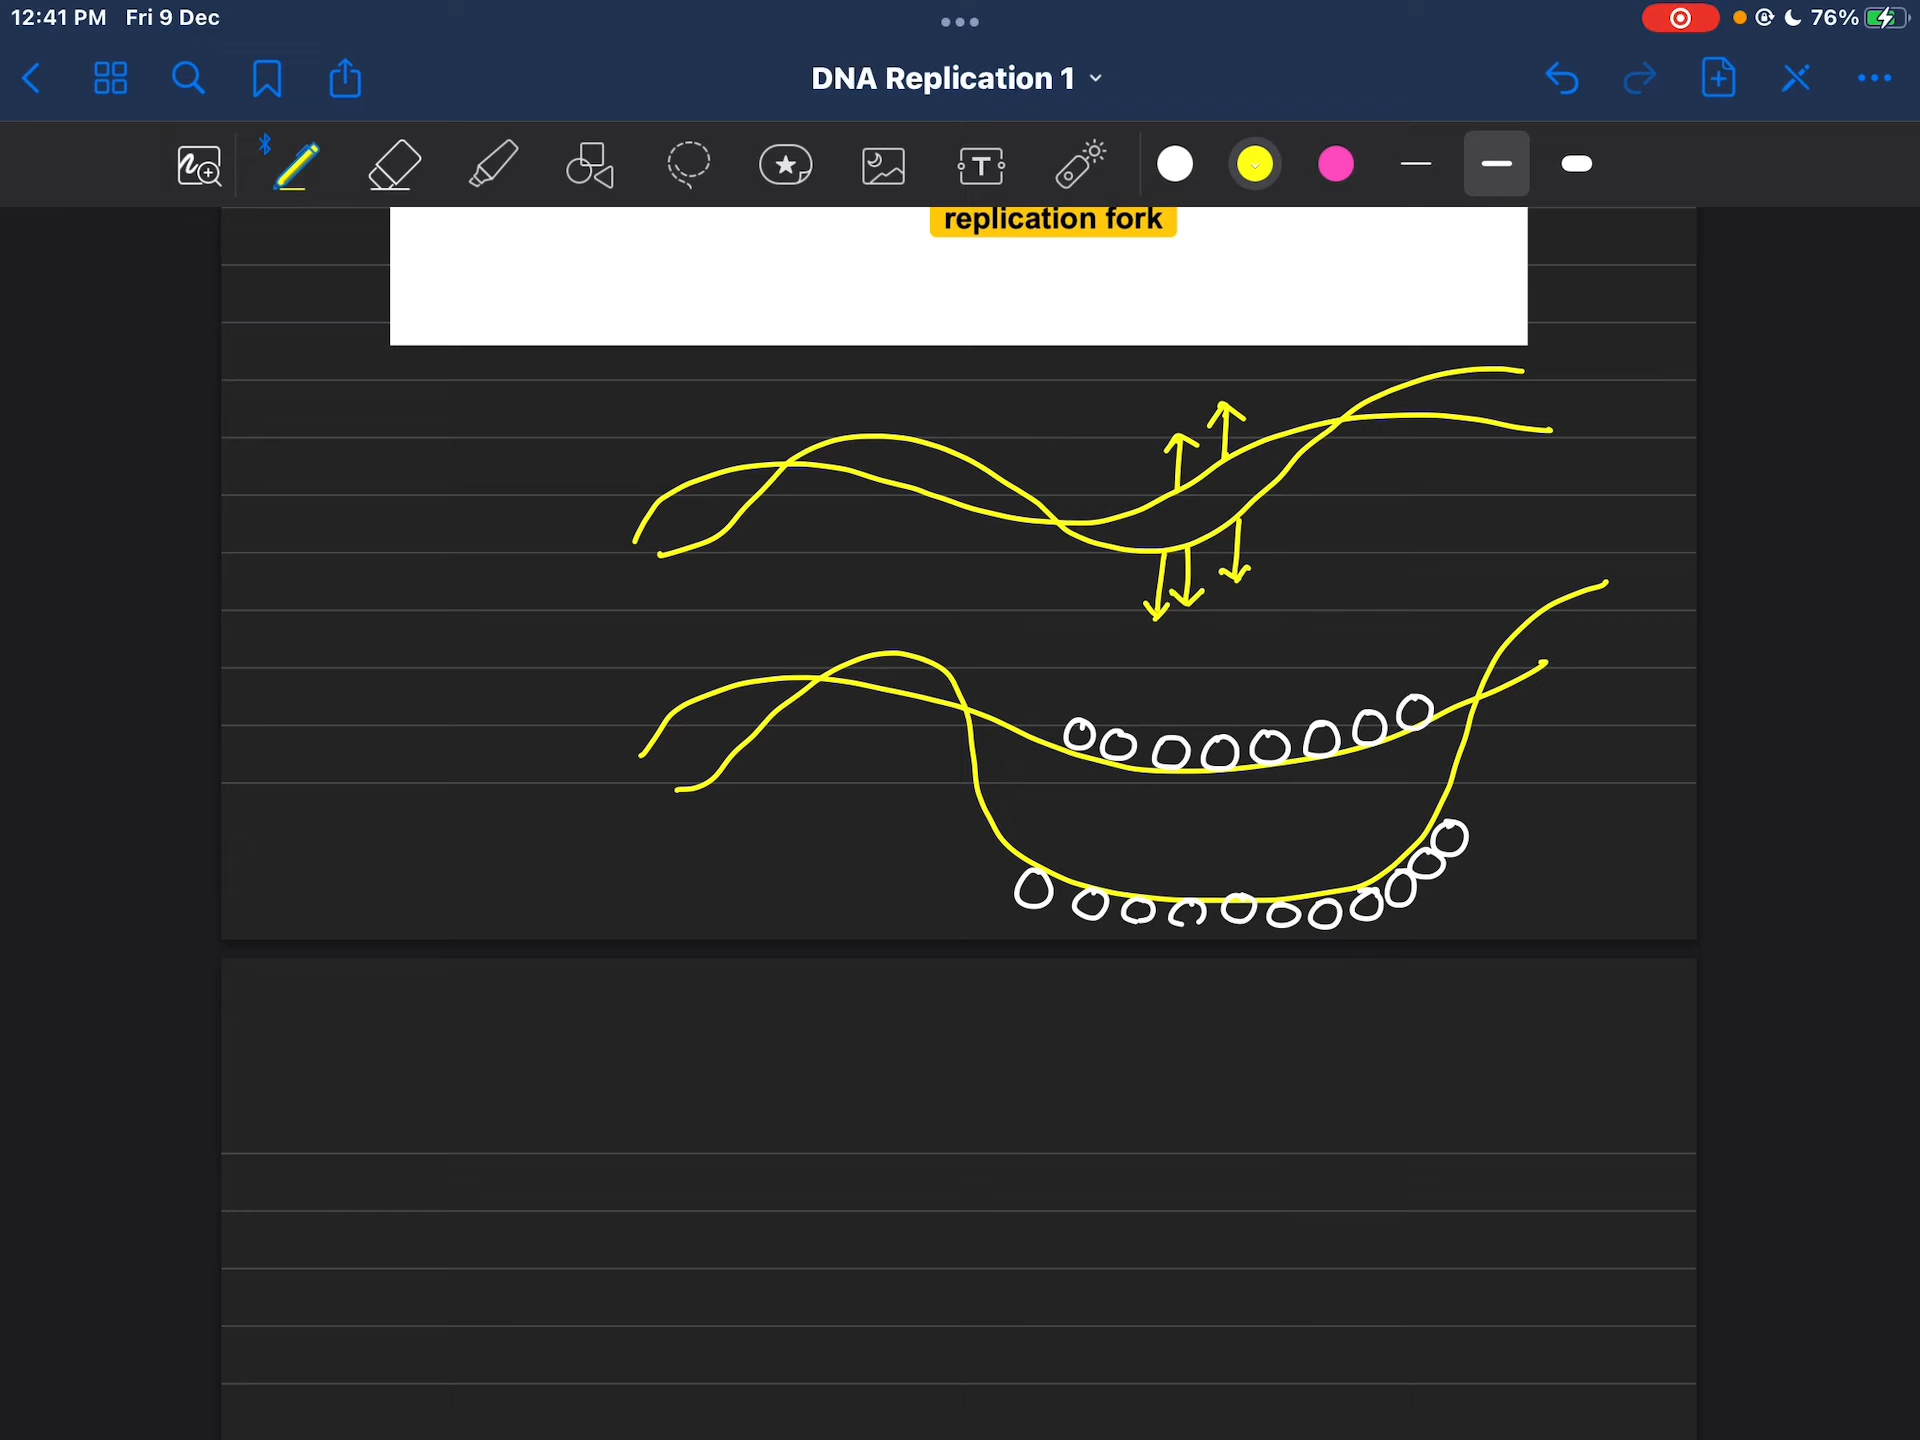 12:41 PM Fri 9 Dec
76%
DNA Replication 1
T
replication fork